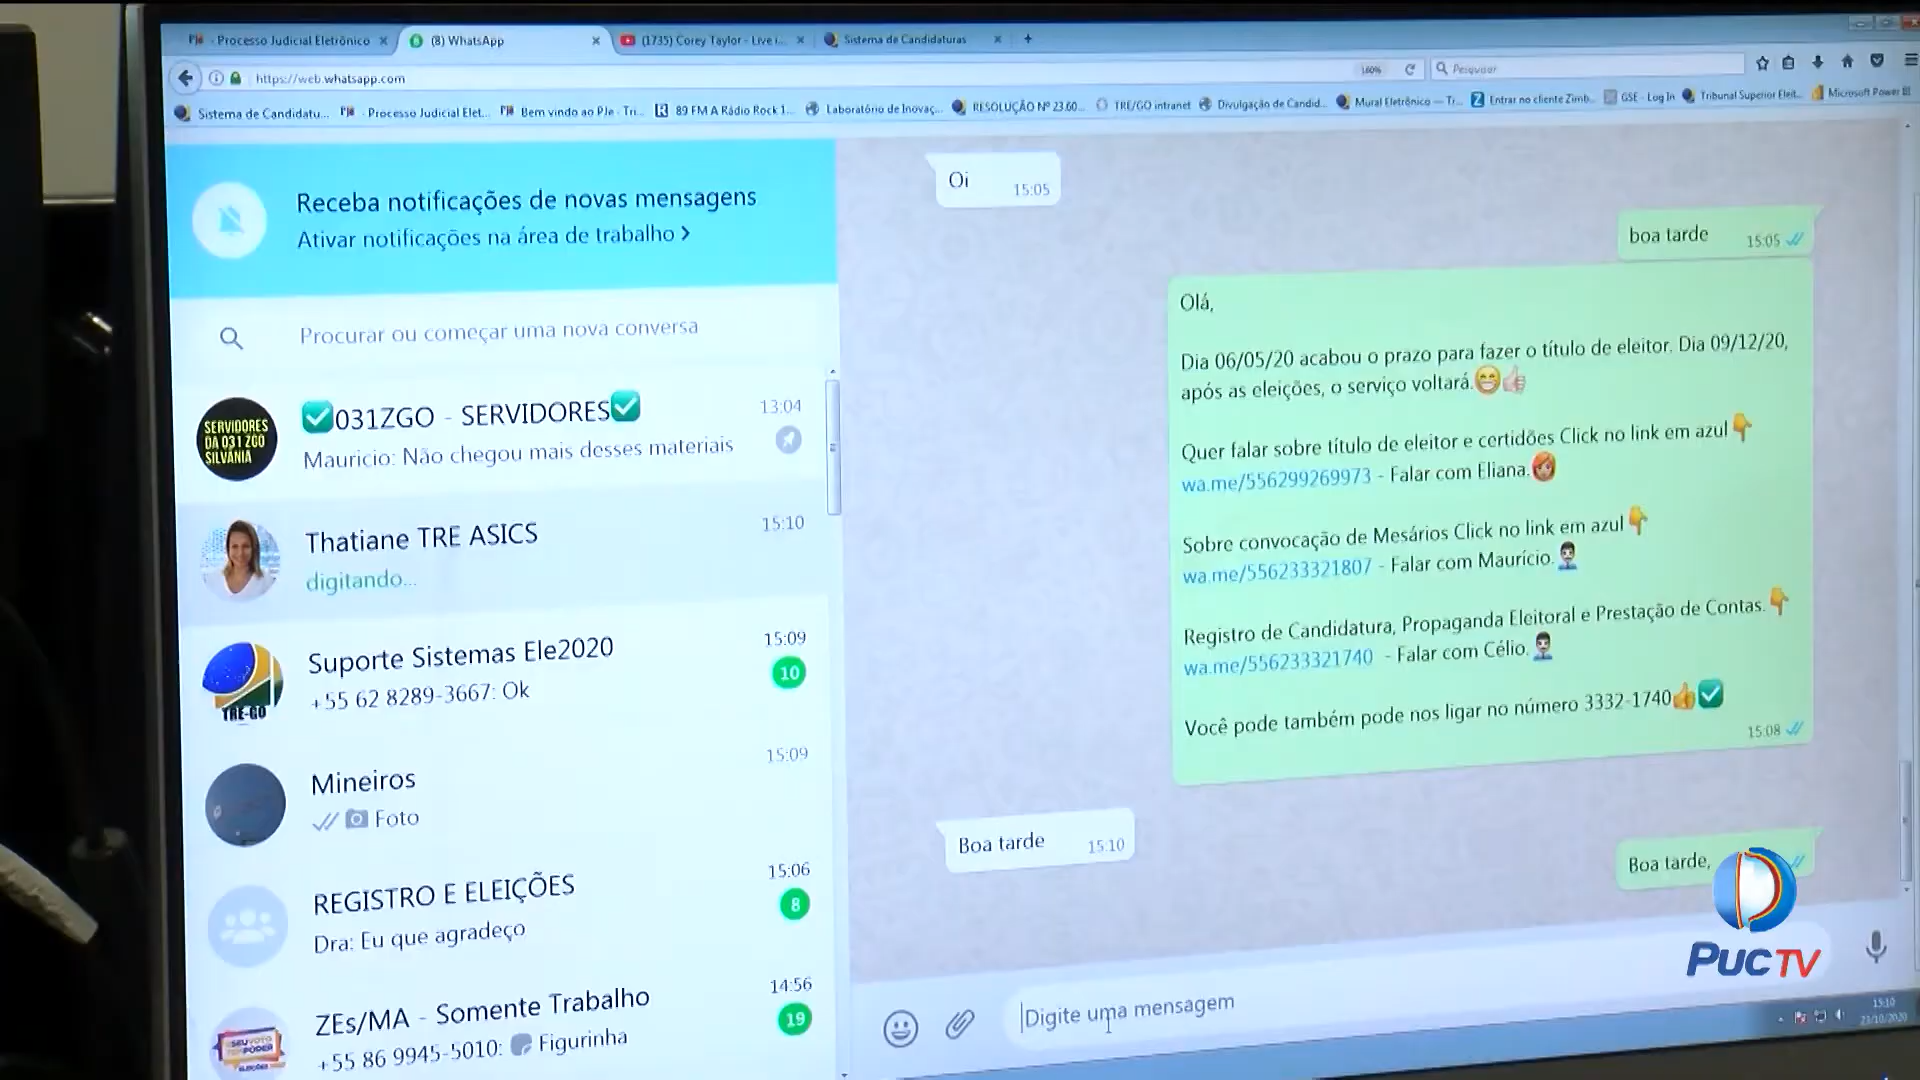 PJe - Processo Judicial Eletrônico
(8) WhatsApp
(1735) Corey Taylor - Live i...
Sistema de Candidaturas
https://web.whatsapp.com
160%
Pesquisar
Sistema de Candidatu...
Processo Judicial Elet...
Bem vindo ao PJe - Tri...
89 FM A Rádio Rock 1...
Laboratório de Inovaç...
RESOLUÇÃO Nº 23.60...
TRE/GO intranet
Divulgação de Candid...
Mural Eletrônico — Tr...
Entrar no cliente Zimb...
GSE - Log In
Tribunal Superior Eleit...
Microsoft Power BI
Receba notificações de novas mensagens
Ativar notificações na área de trabalho >
Procurar ou começar uma nova conversa
SERVIDORES
DA 031 ZGO
SILVÂNIA
✅031ZGO - SERVIDORES✅
13:04
Mauricio: Não chegou mais desses materiais
Thatiane TRE ASICS
15:10
digitando...
TRE-GO
Suporte Sistemas Ele2020
15:09
+55 62 8289-3667: Ok
10
Mineiros
15:09
Foto
REGISTRO E ELEIÇÕES
15:06
Dra: Eu que agradeço
8
ZEs/MA - Somente Trabalho
14:56
+55 86 9945-5010: Figurinha
19
Oi
15:05
boa tarde
15:05
Olá,
Dia 06/05/20 acabou o prazo para fazer o título de eleitor. Dia 09/12/20,
após as eleições, o serviço voltará.😁👍
Quer falar sobre título de eleitor e certidões Click no link em azul👇
wa.me/556299269973 - Falar com Eliana.
Sobre convocação de Mesários Click no link em azul👇
wa.me/556233321807 - Falar com Maurício.
Registro de Candidatura, Propaganda Eleitoral e Prestação de Contas.👇
wa.me/556233321740 - Falar com Célio.
Você pode também pode nos ligar no número 3332-1740👍✅
15:08
Boa tarde
15:10
Boa tarde,
Digite uma mensagem
PUC TV
15:10
23/10/2020